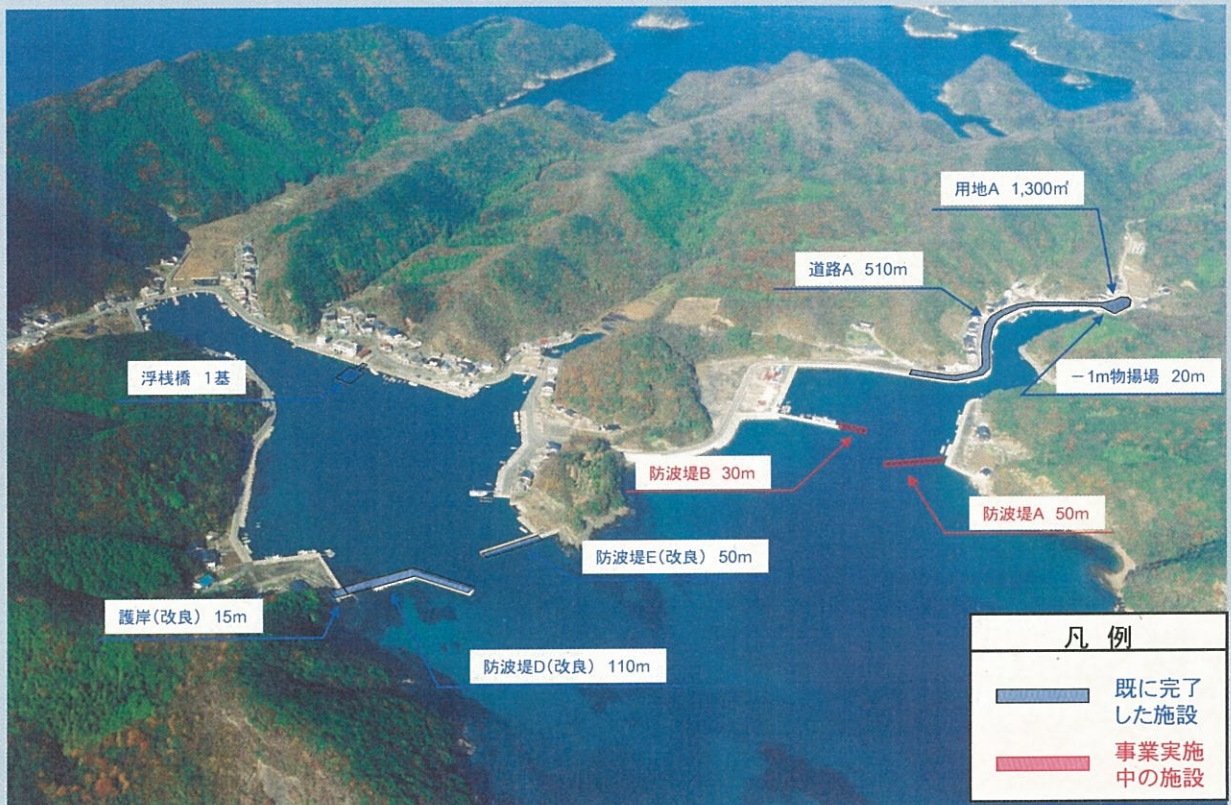 用地A 1,300㎡
道路A 510m
浮桟橋 1基
－1m物揚場 20m
防波堤B 30m
防波堤A 50m
防波堤E(改良) 50m
護岸(改良) 15m
防波堤D(改良) 110m
凡例
既に完了
した施設
事業実施
中の施設